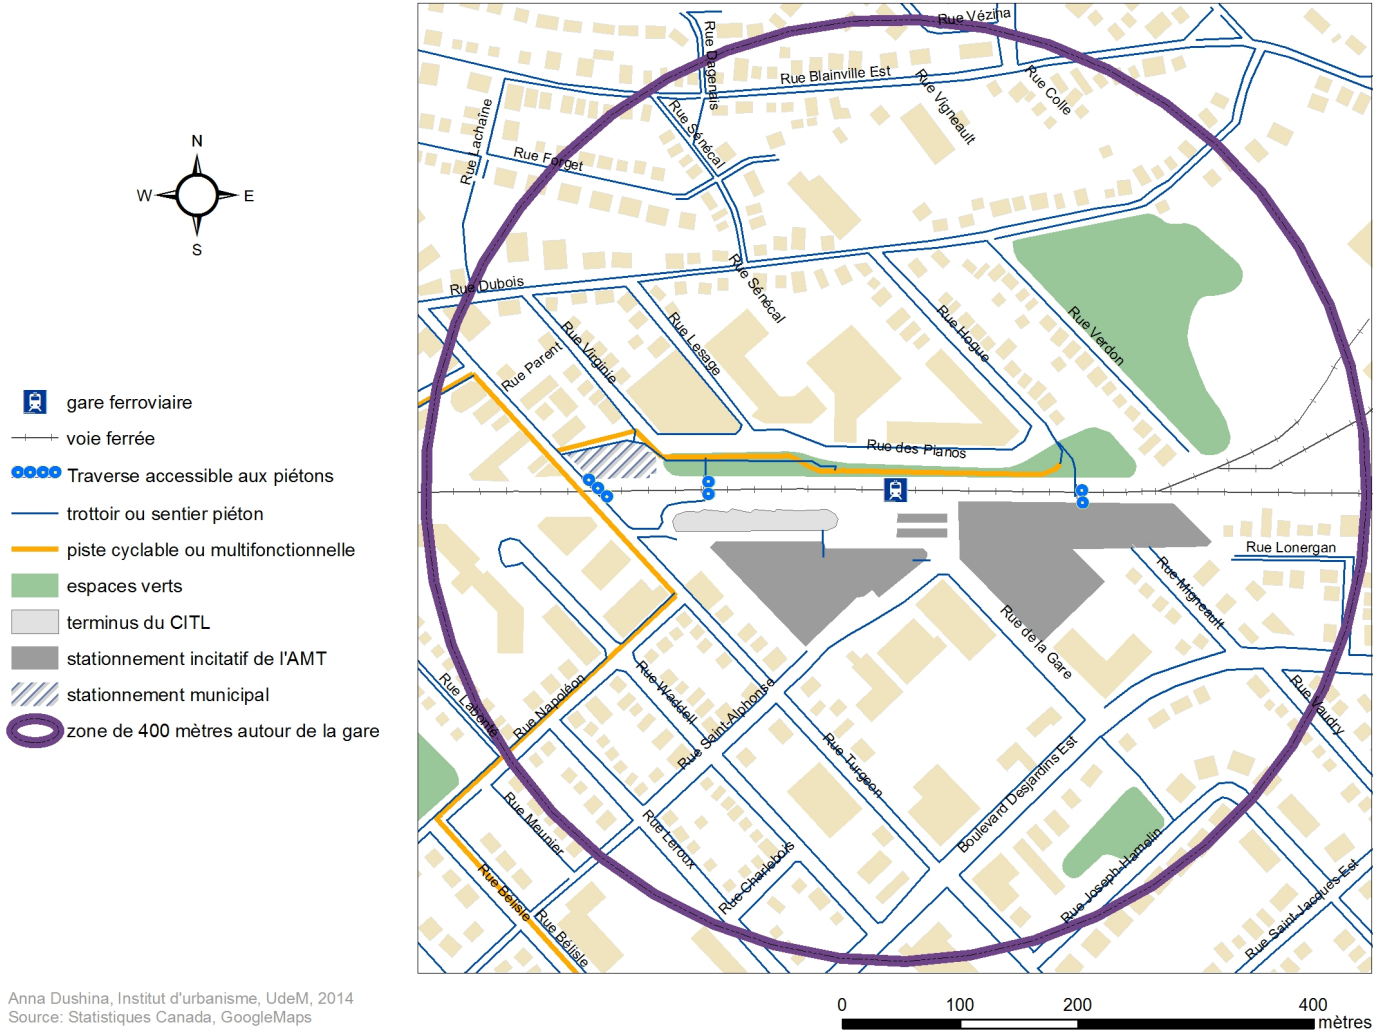 N
W
E
S
gare ferroviaire
voie ferrée
Traverse accessible aux piétons
trottoir ou sentier piéton
piste cyclable ou multifonctionnelle
espaces verts
terminus du CITL
stationnement incitatif de l'AMT
stationnement municipal
zone de 400 mètres autour de la gare
Rue Vézina
Rue Dagenais
Rue Blainville Est
Rue Vigneault
Rue Colle
Rue Lachaîne
Rue Sénécal
Rue Forget
Rue Dubois
Rue Sénécal
Rue Parent
Rue Virginie
Rue Lesage
Rue Hogue
Rue Verdon
Rue des Pianos
Rue Lonergan
Rue Migneault
Rue de la Gare
Rue Labonté
Rue Napoléon
Rue Waddell
Rue Saint-Alphonse
Rue Turgeon
Rue Vaudry
Boulevard Desjardins Est
Rue Meunier
Rue Leroux
Rue Charlebois
Rue Joseph-Hamelin
Rue Bélisle
Rue Bélisle
Rue Saint-Jacques Est
Anna Dushina, Institut d'urbanisme, UdeM, 2014
Source: Statistiques Canada, GoogleMaps
0 100 200 400
mètres